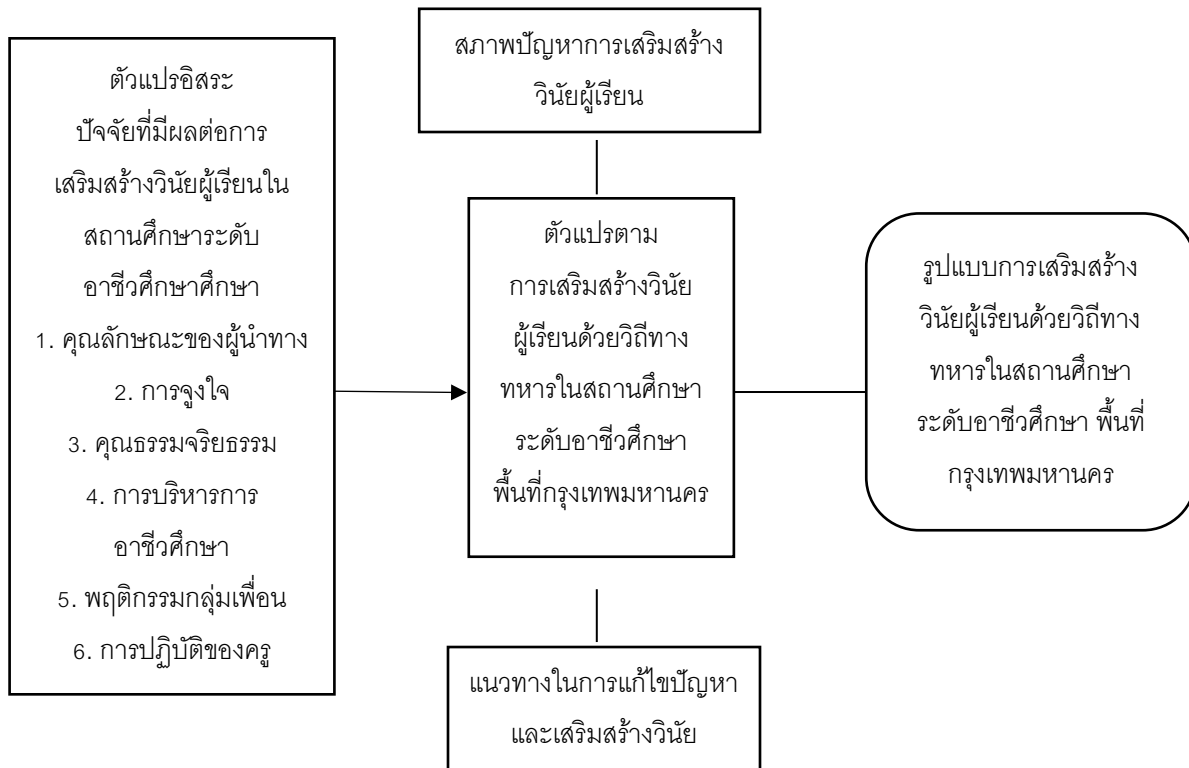 ตัวแปรอิสระ
ปัจจัยที่มีผลต่อการ
เสริมสร้างวินัยผู้เรียนใน
สถานศึกษาระดับ
อาชีวศึกษาศึกษา
1. คุณลักษณะของผู้นำทาง
2. การจูงใจ
3. คุณธรรมจริยธรรม
4. การบริหารการ
อาชีวศึกษา
5. พฤติกรรมกลุ่มเพื่อน
6. การปฏิบัติของครู
สภาพปัญหาการเสริมสร้าง
วินัยผู้เรียน
ตัวแปรตาม
การเสริมสร้างวินัย
ผู้เรียนด้วยวิถีทาง
ทหารในสถานศึกษา
ระดับอาชีวศึกษา
พื้นที่กรุงเทพมหานคร
แนวทางในการแก้ไขปัญหา
และเสริมสร้างวินัย
รูปแบบการเสริมสร้าง
วินัยผู้เรียนด้วยวิถีทาง
ทหารในสถานศึกษา
ระดับอาชีวศึกษา พื้นที่
กรุงเทพมหานคร